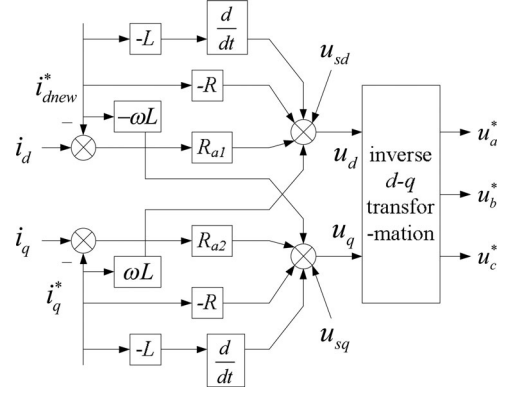 -L
d
dt
u_sd
i*_dnew
-R
−
−ωL
i_d
R_a1
u_d
inverse
d-q
transfor
-mation
u*_a
u*_b
u*_c
i_q
R_a2
u_q
−
ωL
i*_q
-R
u_sq
-L
d
dt